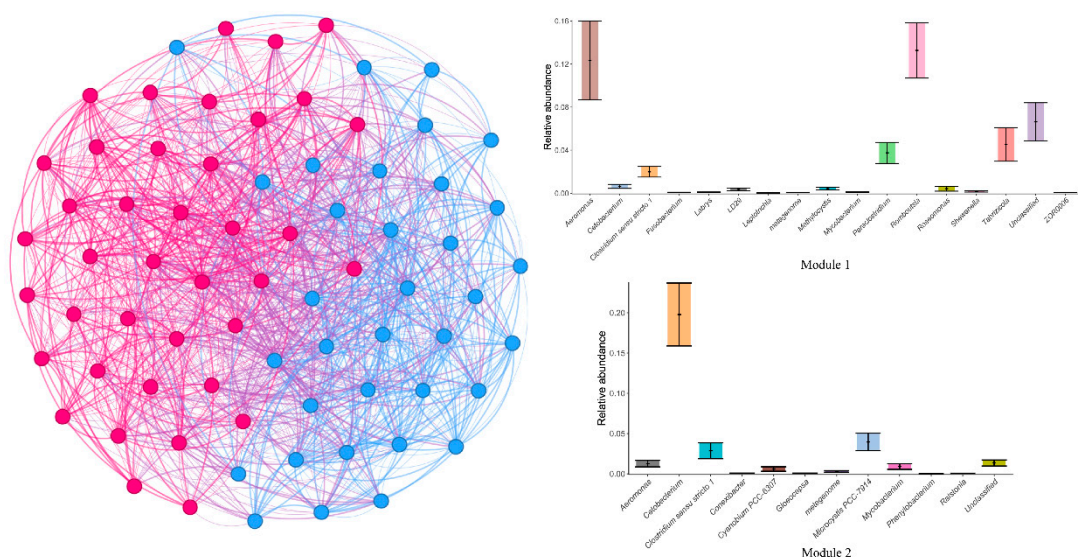 Relative abundance
0.16
0.12
0.08
0.04
0.00
Aeromonas
Cetobacterium
Clostridium sensu stricto 1
Fusobacterium
Labrys
LD29
Leptotrichia
metagenome
Methylocystis
Mycobacterium
Paraclostridium
Romboutsia
Roseomonas
Shewanella
Tabrizicola
Unclassified
ZOR0006
Module 1
Relative abundance
0.20
0.15
0.10
0.05
0.00
Aeromonas
Cetobacterium
Clostridium sensu stricto 1
Conexibacter
Cyanobium PCC-6307
Gloeocapsa
metagenome
Microcystis PCC-7914
Mycobacterium
Phenylobacterium
Ralstonia
Unclassified
Module 2